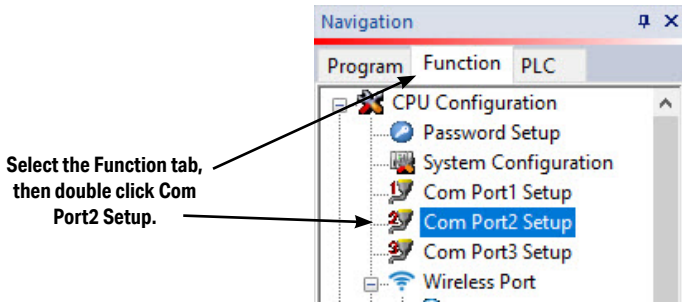 Navigation
Program Function PLC
CPU Configuration
Password Setup
System Configuration
Select the Function tab,
then double click Com
Port2 Setup.
Com Port1 Setup
Com Port2 Setup
Com Port3 Setup
Wireless Port